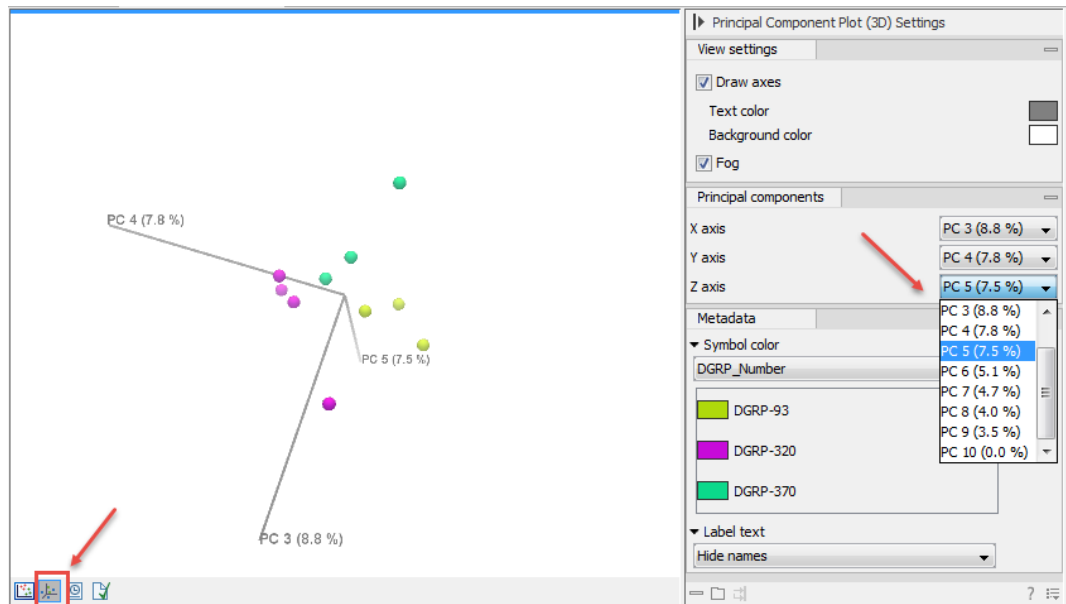 PC 4 (7.8 %)
PC 5 (7.5 %)
PC 3 (8.8 %)
Principal Component Plot (3D) Settings
View settings
Draw axes
Text color
Background color
Fog
Principal components
X axis
PC 3 (8.8 %)
Y axis
PC 4 (7.8 %)
Z axis
PC 5 (7.5 %)
PC 3 (8.8 %)
PC 4 (7.8 %)
PC 5 (7.5 %)
PC 6 (5.1 %)
PC 7 (4.7 %)
PC 8 (4.0 %)
PC 9 (3.5 %)
PC 10 (0.0 %)
Metadata
Symbol color
DGRP_Number
DGRP-93
DGRP-320
DGRP-370
Label text
Hide names
?